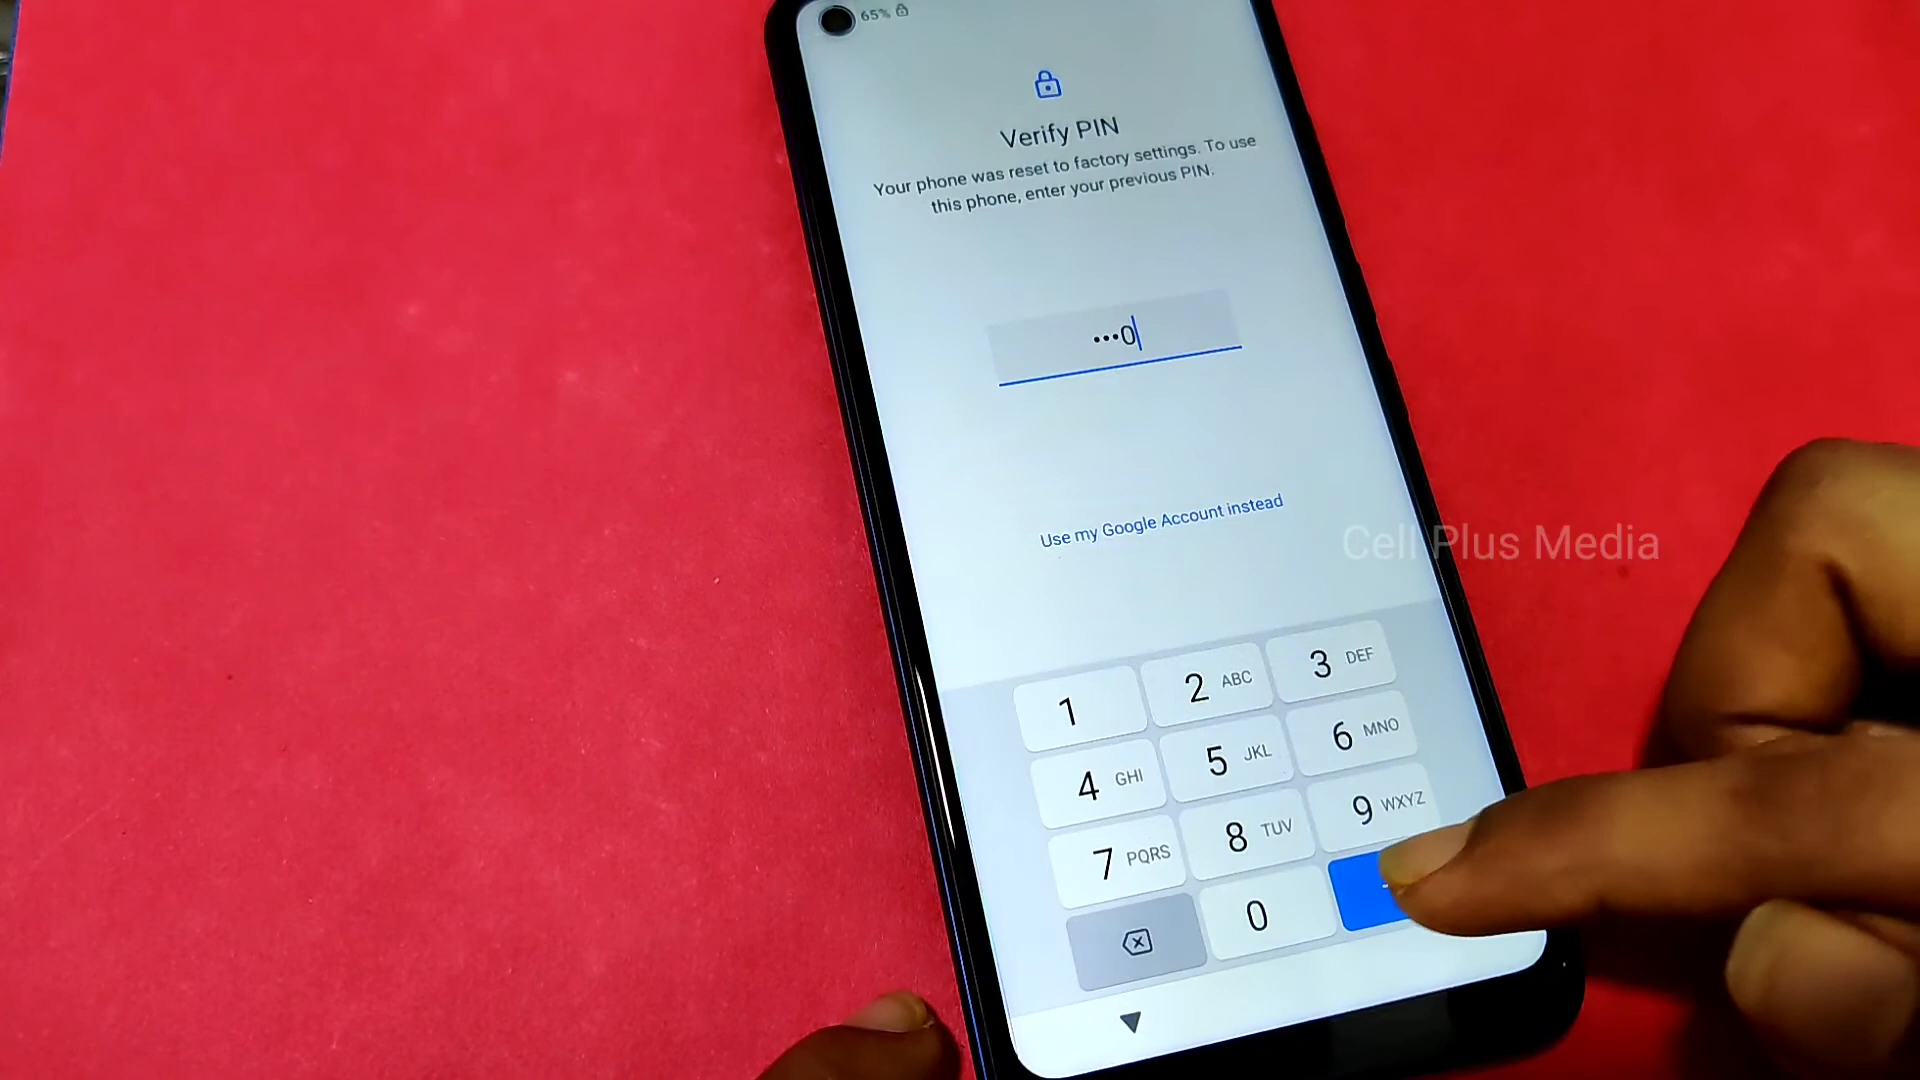 65%
Verify PIN
Your phone was reset to factory settings. To use
this phone, enter your previous PIN.
•••0
Use my Google Account instead
Cell Plus Media
1
2 ABC
3 DEF
4 GHI
5 JKL
6 MNO
7 PQRS
8 TUV
9 WXYZ
0